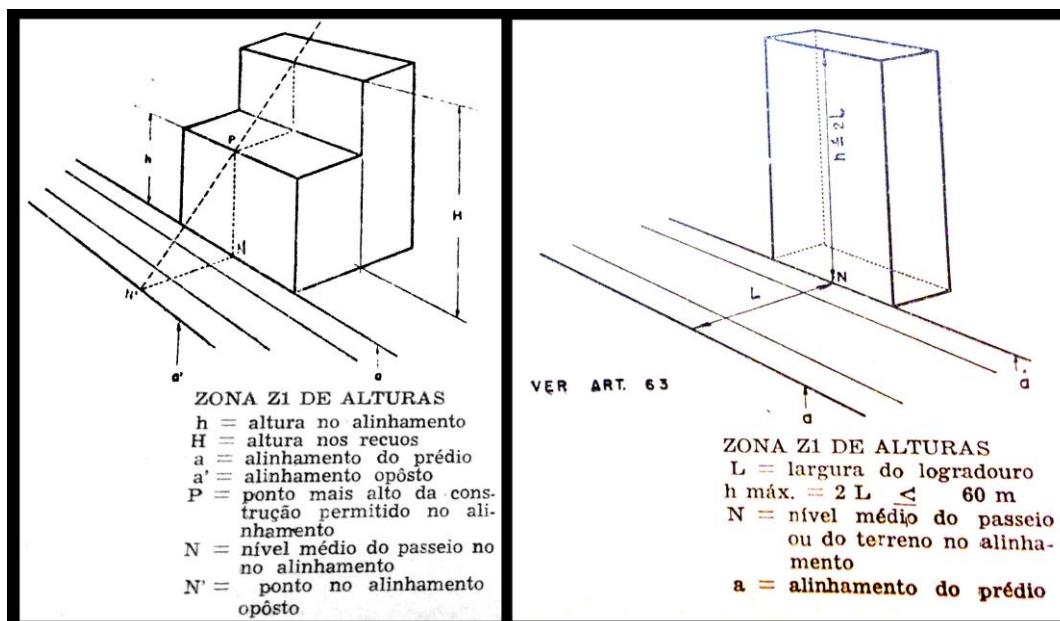 h
P
H
N
N'
a'
a
ZONA Z1 DE ALTURAS
h = altura no alinhamento
H = altura nos recuos
a = alinhamento do prédio
a' = alinhamento opôsto
P = ponto mais alto da cons-
trução permitido no ali-
nhamento
N = nível médio do passeio no
no alinhamento
N' = ponto no alinhamento
opôsto
h ≤ 2L
N
L
VER ART. 63
a
a
ZONA Z1 DE ALTURAS
L = largura do logradouro
h máx. = 2 L ≤ 60 m
N = nível médio do passeio
ou do terreno no alinha-
mento
a = alinhamento do prédio